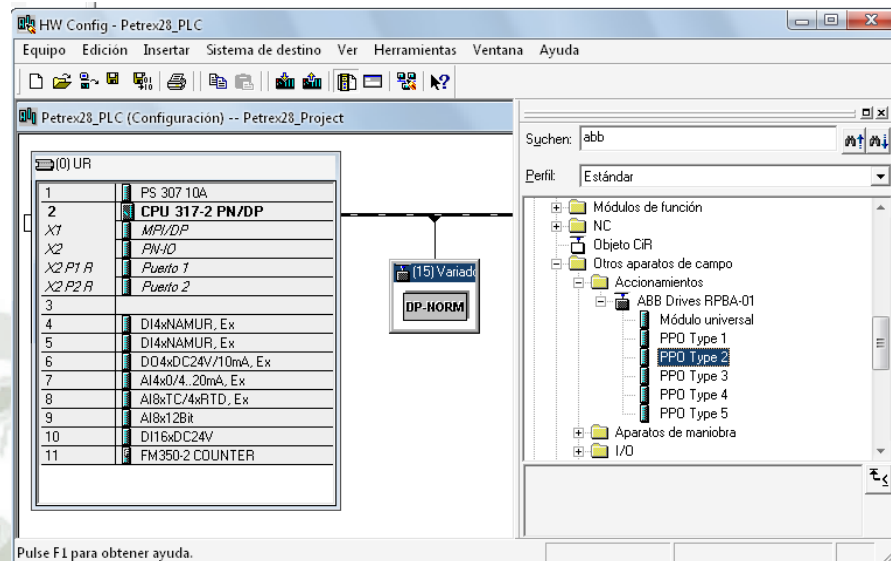 HW Config - Petrex28_PLC
Equipo Edición Insertar Sistema de destino Ver Herramientas Ventana Ayuda
Petrex28_PLC (Configuración) -- Petrex28_Project
(0) UR
1 PS 307 10A
2 CPU 317-2 PN/DP
X1 MPI/DP
X2 PN-IO
X2 P1 R Puerto 1
X2 P2 R Puerto 2
3
4 DI4xNAMUR, Ex
5 DI4xNAMUR, Ex
6 DO4xDC24V/10mA, Ex
7 AI4x0/4..20mA, Ex
8 AI8xTC/4xRTD, Ex
9 AI8x12Bit
10 DI16xDC24V
11 FM350-2 COUNTER
(15) Variado
DP-NORM
Suchen: abb
Perfil: Estándar
Módulos de función
NC
Objeto CiR
Otros aparatos de campo
Accionamientos
ABB Drives RPBA-01
Módulo universal
PPO Type 1
PPO Type 2
PPO Type 3
PPO Type 4
PPO Type 5
Aparatos de maniobra
I/O
Pulse F1 para obtener ayuda.